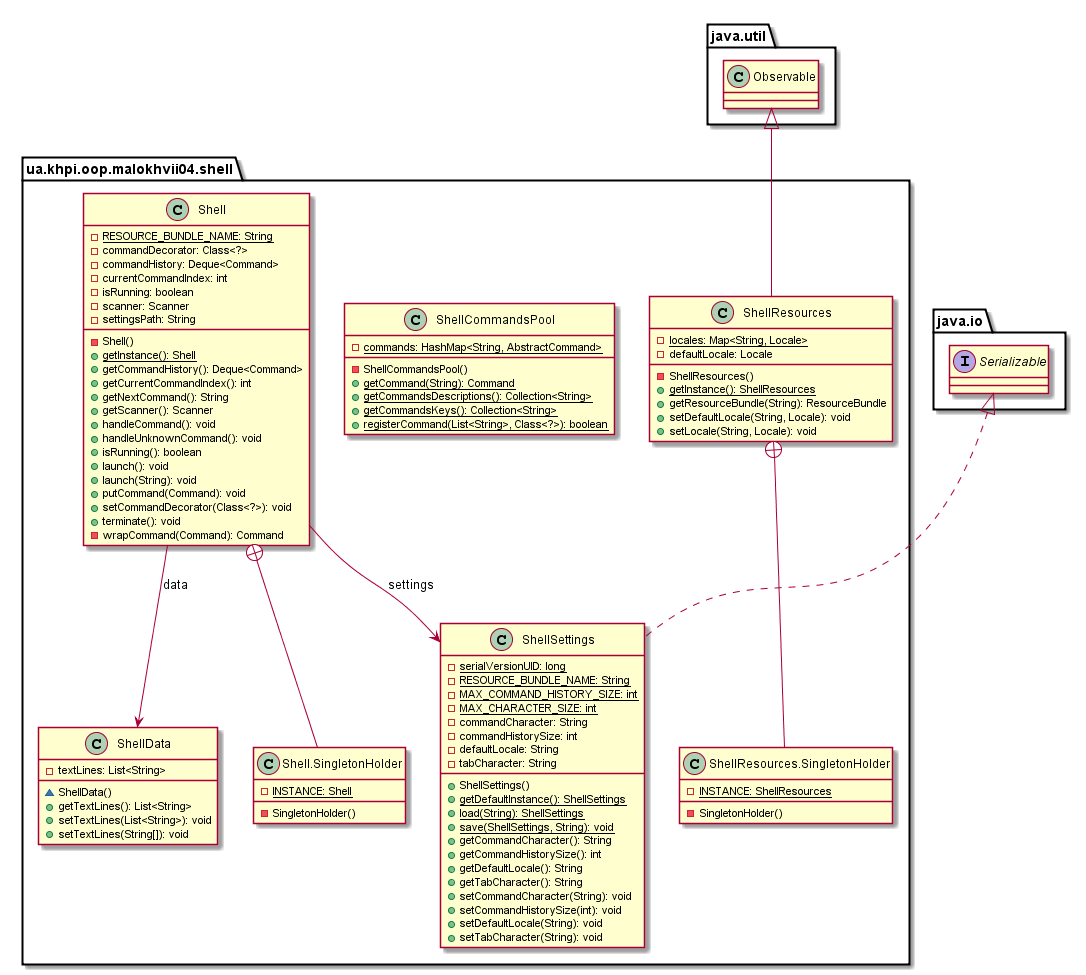 java.util
C Observable
ua.khpi.oop.malokhvii04.shell
C Shell
RESOURCE_BUNDLE_NAME: String
commandDecorator: Class<?>
commandHistory: Deque<Command>
currentCommandIndex: int
isRunning: boolean
scanner: Scanner
settingsPath: String
Shell()
getInstance(): Shell
getCommandHistory(): Deque<Command>
getCurrentCommandIndex(): int
getNextCommand(): String
getScanner(): Scanner
handleCommand(): void
handleUnknownCommand(): void
isRunning(): boolean
launch(): void
launch(String): void
putCommand(Command): void
setCommandDecorator(Class<?>): void
terminate(): void
wrapCommand(Command): Command
C ShellCommandsPool
commands: HashMap<String, AbstractCommand>
ShellCommandsPool()
getCommand(String): Command
getCommandsDescriptions(): Collection<String>
getCommandsKeys(): Collection<String>
registerCommand(List<String>, Class<?>): boolean
C ShellResources
locales: Map<String, Locale>
defaultLocale: Locale
ShellResources()
getInstance(): ShellResources
getResourceBundle(String): ResourceBundle
setDefaultLocale(String, Locale): void
setLocale(String, Locale): void
java.io
I Serializable
data
settings
C ShellData
textLines: List<String>
ShellData()
getTextLines(): List<String>
setTextLines(List<String>): void
setTextLines(String[]): void
C Shell.SingletonHolder
INSTANCE: Shell
SingletonHolder()
C ShellSettings
serialVersionUID: long
RESOURCE_BUNDLE_NAME: String
MAX_COMMAND_HISTORY_SIZE: int
MAX_CHARACTER_SIZE: int
commandCharacter: String
commandHistorySize: int
defaultLocale: String
tabCharacter: String
ShellSettings()
getDefaultInstance(): ShellSettings
load(String): ShellSettings
save(ShellSettings, String): void
getCommandCharacter(): String
getCommandHistorySize(): int
getDefaultLocale(): String
getTabCharacter(): String
setCommandCharacter(String): void
setCommandHistorySize(int): void
setDefaultLocale(String): void
setTabCharacter(String): void
C ShellResources.SingletonHolder
INSTANCE: ShellResources
SingletonHolder()